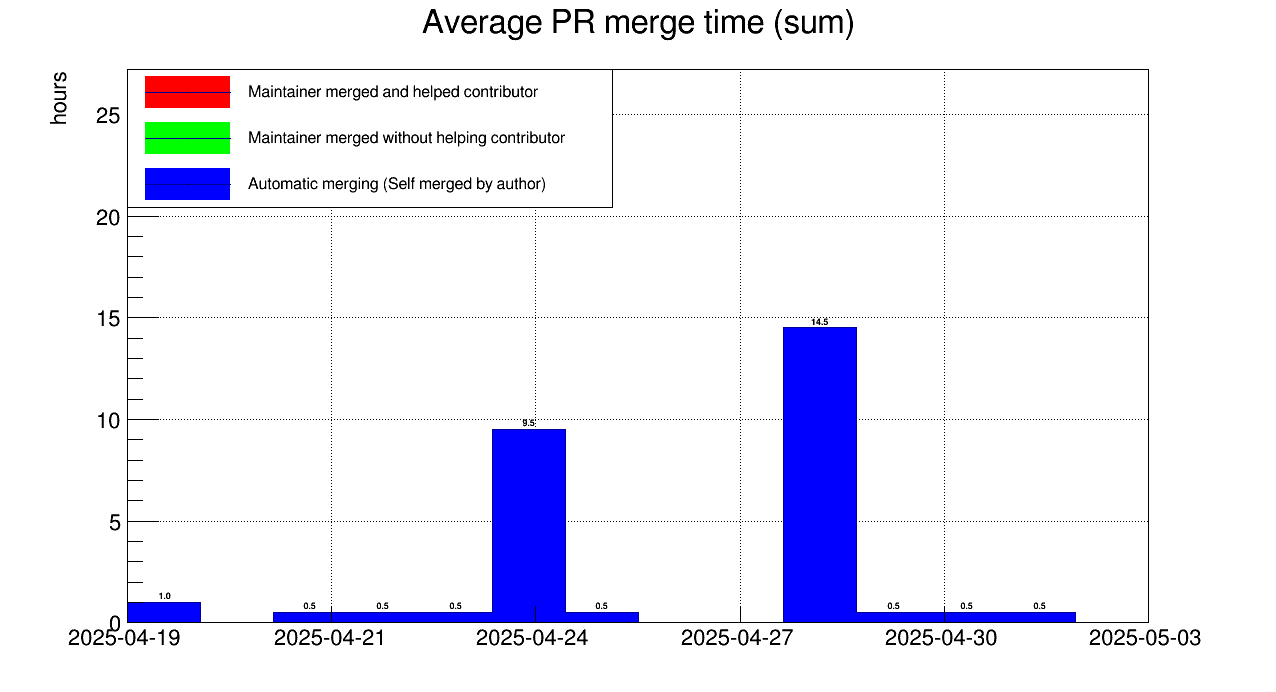 Average PR merge time (sum)
hours
Maintainer merged and helped contributor
Maintainer merged without helping contributor
Automatic merging (Self merged by author)
25
20
15
10
5
0
14.5
9.5
1.0
0.5 0.5 0.5 0.5 0.5 0.5 0.5
2025-04-19 2025-04-21 2025-04-24 2025-04-27 2025-04-30 2025-05-03